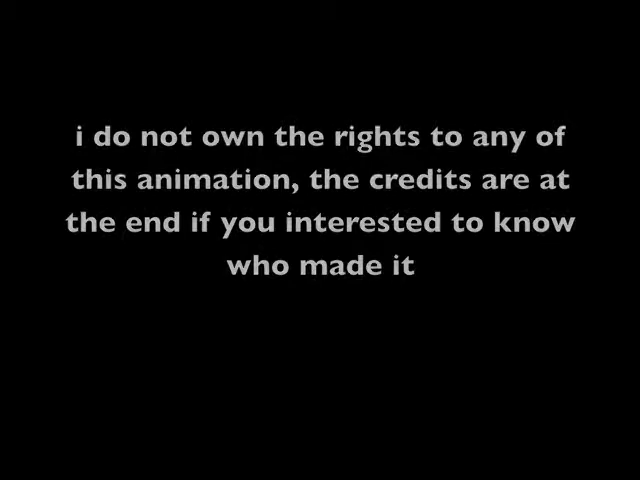 i do not own the rights to any of
this animation, the credits are at
the end if you interested to know
who made it